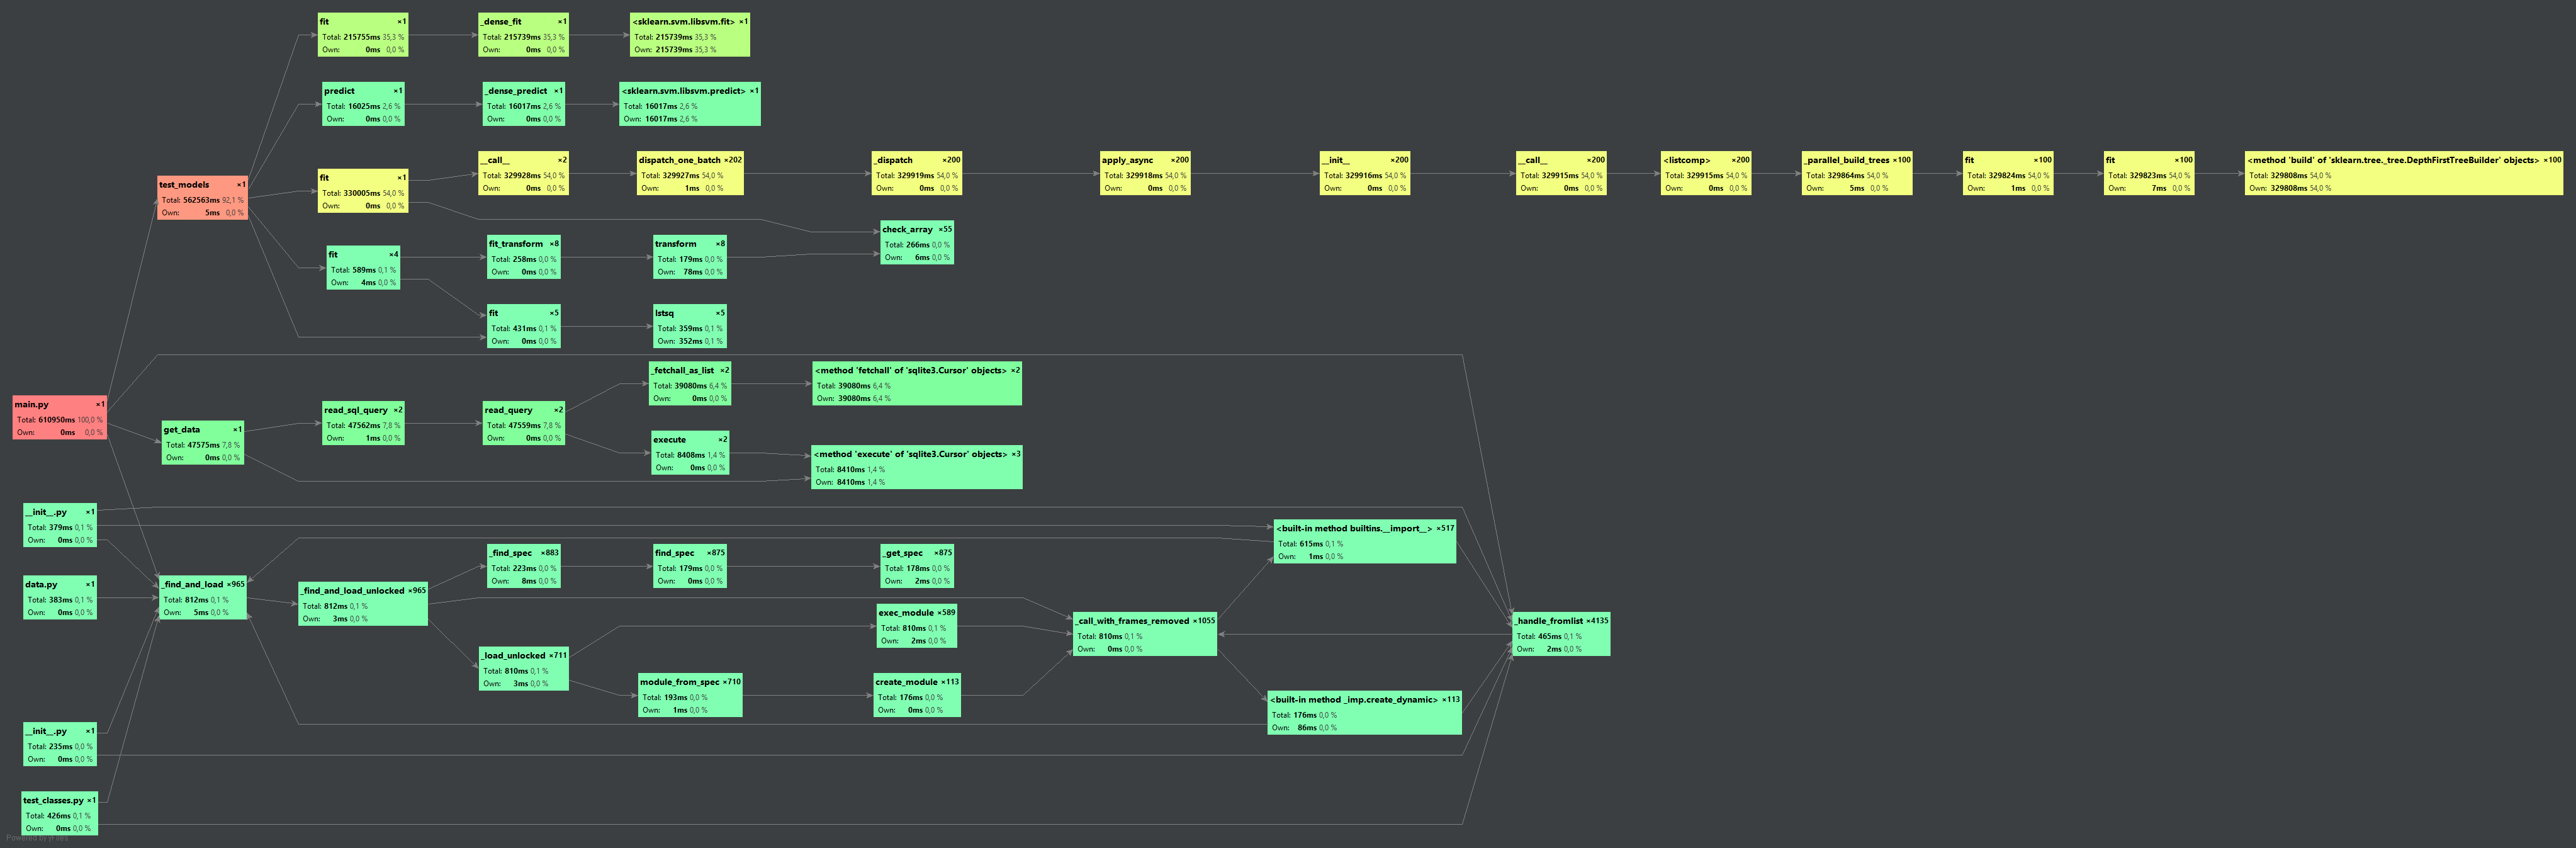 fit ×1
Total: 215755ms 35,3 %
Own: 0ms 0,0 %
_dense_fit ×1
Total: 215739ms 35,3 %
Own: 0ms 0,0 %
<sklearn.svm.libsvm.fit> ×1
Total: 215739ms 35,3 %
Own: 215739ms 35,3 %
predict ×1
Total: 16025ms 2,6 %
Own: 0ms 0,0 %
_dense_predict ×1
Total: 16017ms 2,6 %
Own: 0ms 0,0 %
<sklearn.svm.libsvm.predict> ×1
Total: 16017ms 2,6 %
Own: 16017ms 2,6 %
test_models ×1
Total: 562563ms 92,1 %
Own: 5ms 0,0 %
fit ×1
Total: 330005ms 54,0 %
Own: 0ms 0,0 %
__call__ ×2
Total: 329928ms 54,0 %
Own: 0ms 0,0 %
dispatch_one_batch ×202
Total: 329927ms 54,0 %
Own: 1ms 0,0 %
_dispatch ×200
Total: 329919ms 54,0 %
Own: 0ms 0,0 %
apply_async ×200
Total: 329918ms 54,0 %
Own: 0ms 0,0 %
__init__ ×200
Total: 329916ms 54,0 %
Own: 0ms 0,0 %
__call__ ×200
Total: 329915ms 54,0 %
Own: 0ms 0,0 %
<listcomp> ×200
Total: 329915ms 54,0 %
Own: 0ms 0,0 %
_parallel_build_trees ×100
Total: 329864ms 54,0 %
Own: 5ms 0,0 %
fit ×100
Total: 329824ms 54,0 %
Own: 1ms 0,0 %
fit ×100
Total: 329823ms 54,0 %
Own: 7ms 0,0 %
<method 'build' of 'sklearn.tree._tree.DepthFirstTreeBuilder' objects> ×100
Total: 329808ms 54,0 %
Own: 329808ms 54,0 %
check_array ×55
Total: 266ms 0,0 %
Own: 6ms 0,0 %
fit ×4
Total: 589ms 0,1 %
Own: 4ms 0,0 %
fit_transform ×8
Total: 258ms 0,0 %
Own: 0ms 0,0 %
transform ×8
Total: 179ms 0,0 %
Own: 78ms 0,0 %
fit ×5
Total: 431ms 0,1 %
Own: 0ms 0,0 %
lstsq ×5
Total: 359ms 0,1 %
Own: 352ms 0,1 %
main.py ×1
Total: 610950ms 100,0 %
Own: 0ms 0,0 %
get_data ×1
Total: 47575ms 7,8 %
Own: 0ms 0,0 %
read_sql_query ×2
Total: 47562ms 7,8 %
Own: 1ms 0,0 %
read_query ×2
Total: 47559ms 7,8 %
Own: 0ms 0,0 %
_fetchall_as_list ×2
Total: 39080ms 6,4 %
Own: 0ms 0,0 %
<method 'fetchall' of 'sqlite3.Cursor' objects> ×2
Total: 39080ms 6,4 %
Own: 39080ms 6,4 %
execute ×2
Total: 8408ms 1,4 %
Own: 0ms 0,0 %
<method 'execute' of 'sqlite3.Cursor' objects> ×3
Total: 8410ms 1,4 %
Own: 8410ms 1,4 %
__init__.py ×1
Total: 379ms 0,1 %
Own: 0ms 0,0 %
<built-in method builtins.__import__> ×517
Total: 615ms 0,1 %
Own: 1ms 0,0 %
data.py ×1
Total: 383ms 0,1 %
Own: 0ms 0,0 %
_find_and_load ×965
Total: 812ms 0,1 %
Own: 5ms 0,0 %
_find_and_load_unlocked ×965
Total: 812ms 0,1 %
Own: 3ms 0,0 %
_find_spec ×883
Total: 223ms 0,0 %
Own: 8ms 0,0 %
find_spec ×875
Total: 179ms 0,0 %
Own: 0ms 0,0 %
_get_spec ×875
Total: 178ms 0,0 %
Own: 2ms 0,0 %
exec_module ×589
Total: 810ms 0,1 %
Own: 2ms 0,0 %
_call_with_frames_removed ×1055
Total: 810ms 0,1 %
Own: 0ms 0,0 %
_handle_fromlist ×4135
Total: 465ms 0,1 %
Own: 2ms 0,0 %
_load_unlocked ×711
Total: 810ms 0,1 %
Own: 3ms 0,0 %
module_from_spec ×710
Total: 193ms 0,0 %
Own: 1ms 0,0 %
create_module ×113
Total: 176ms 0,0 %
Own: 0ms 0,0 %
<built-in method _imp.create_dynamic> ×113
Total: 176ms 0,0 %
Own: 86ms 0,0 %
__init__.py ×1
Total: 235ms 0,0 %
Own: 0ms 0,0 %
test_classes.py ×1
Total: 426ms 0,1 %
Own: 0ms 0,0 %
Powered by yFiles